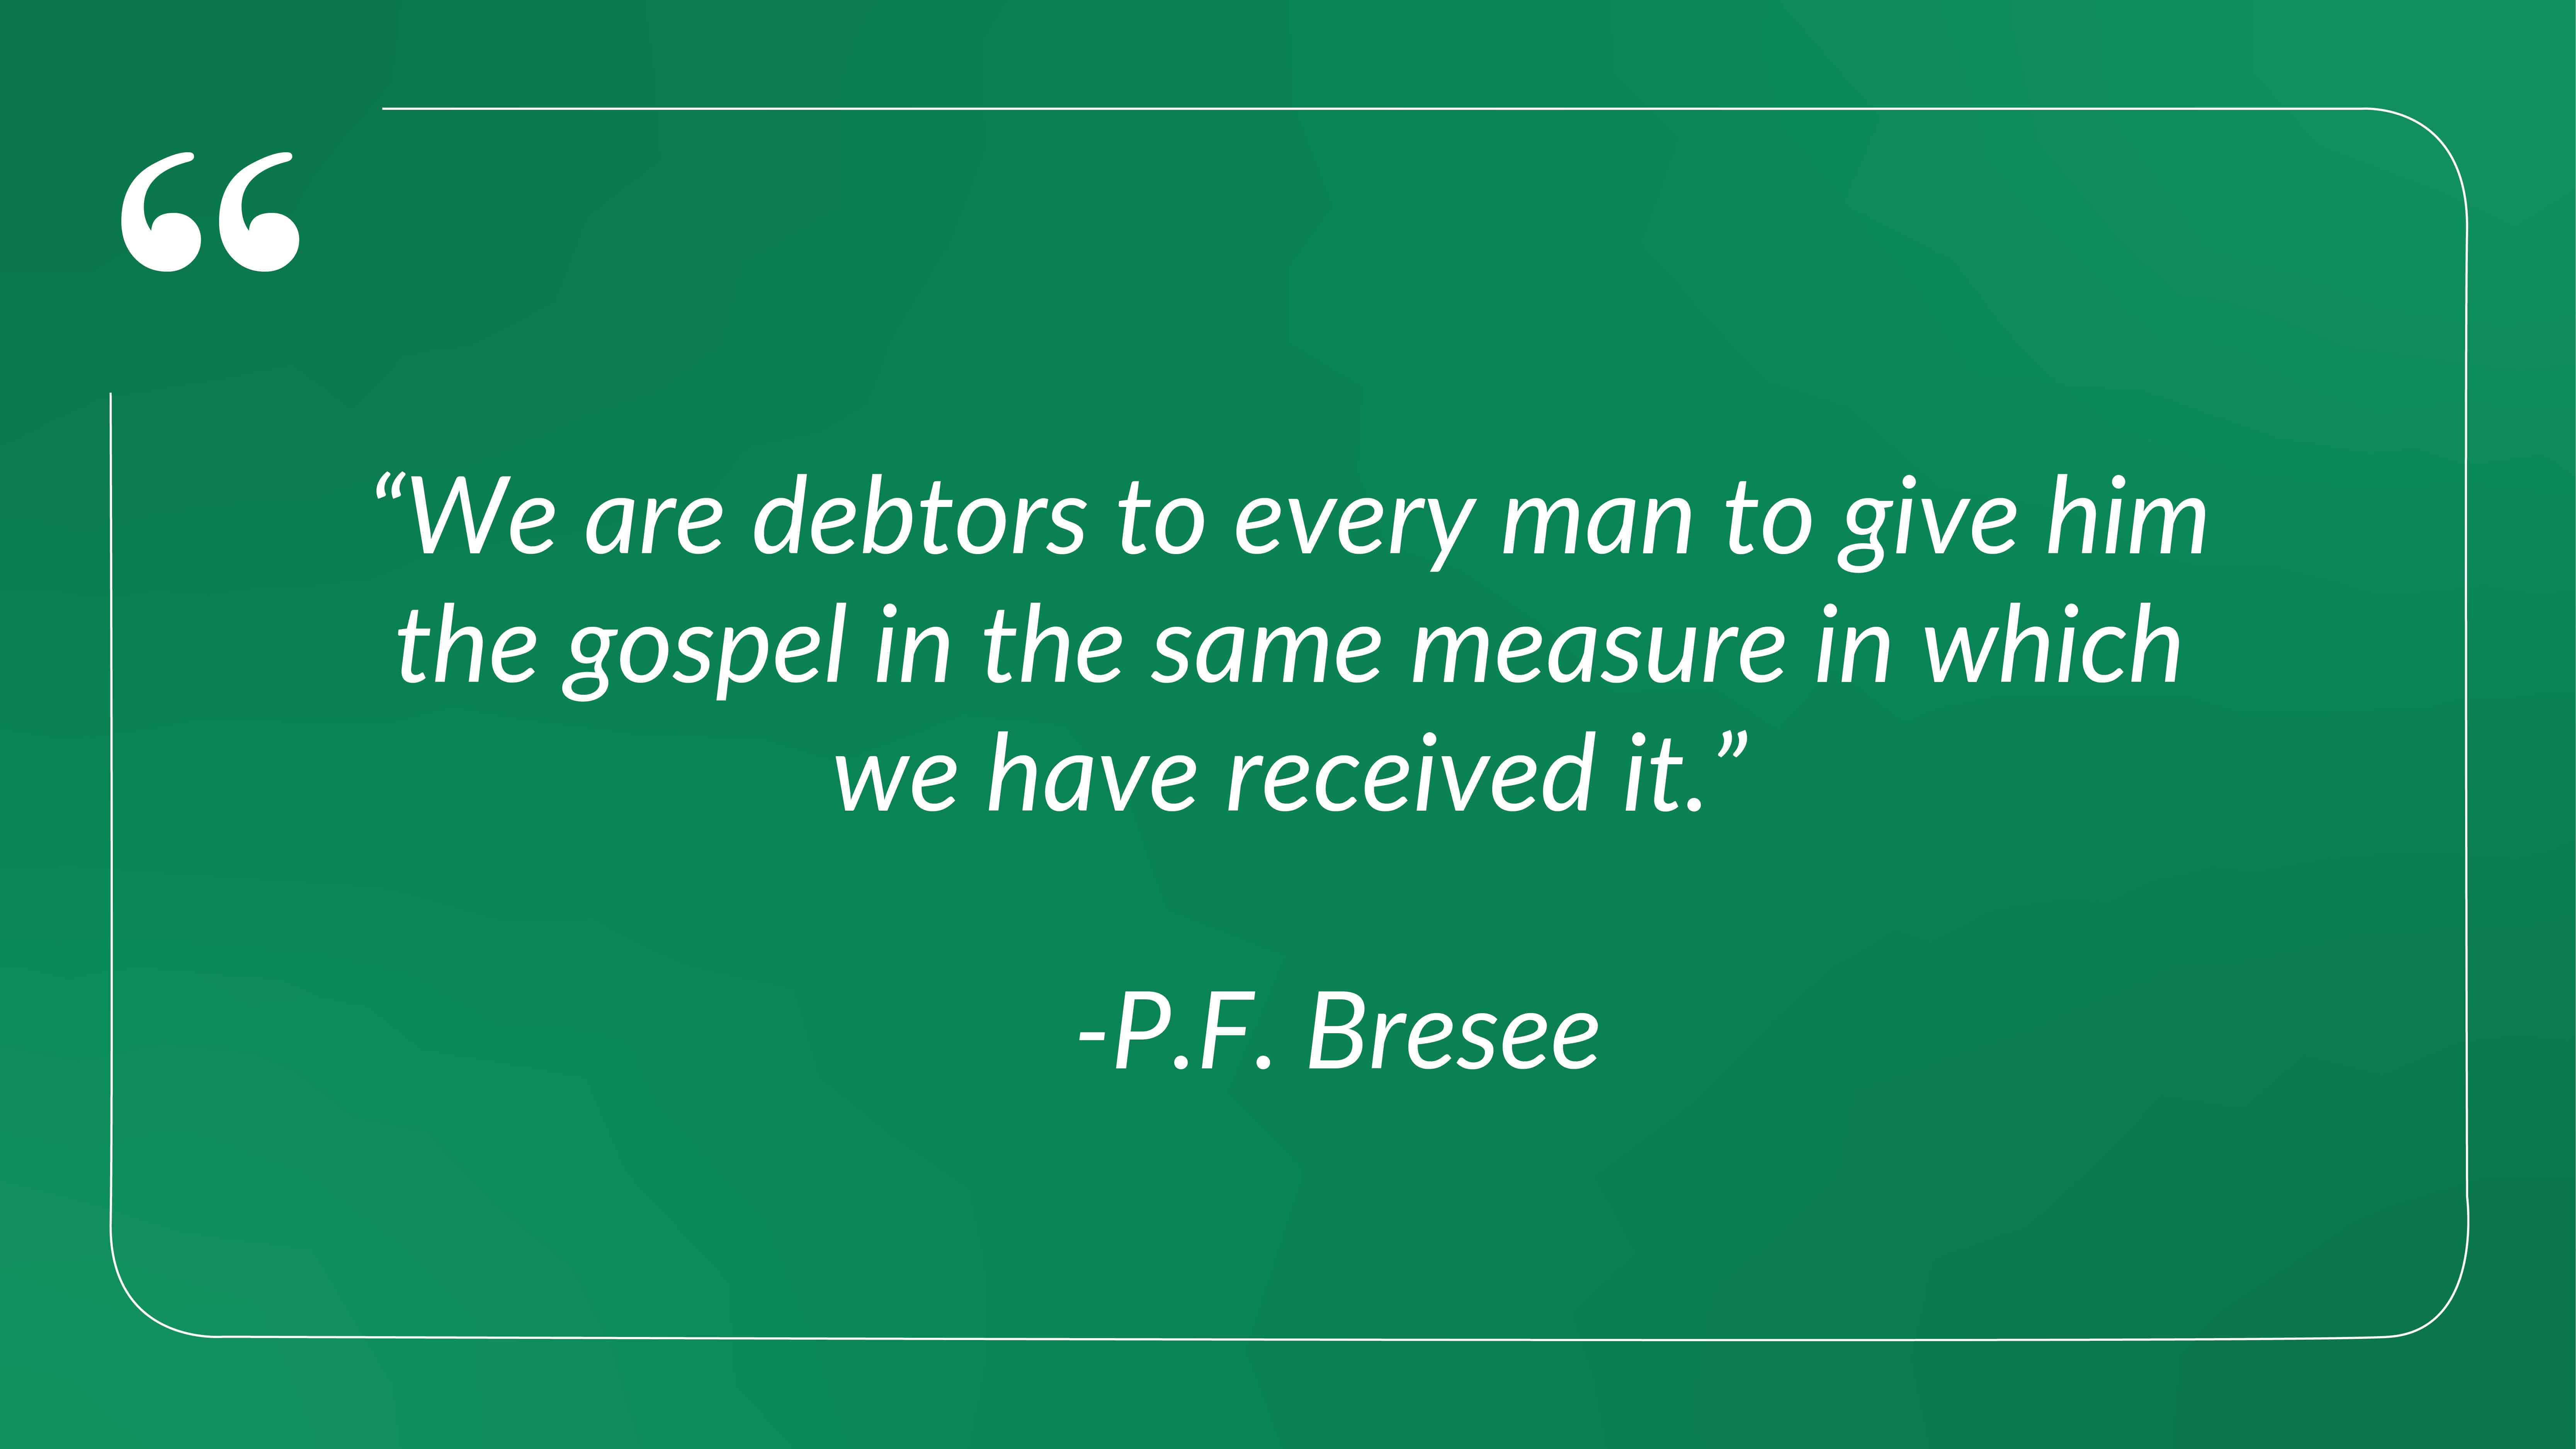 “
“We are debtors to every man to give him
the gospel in the same measure in which
we have received it.”
-P.F. Bresee